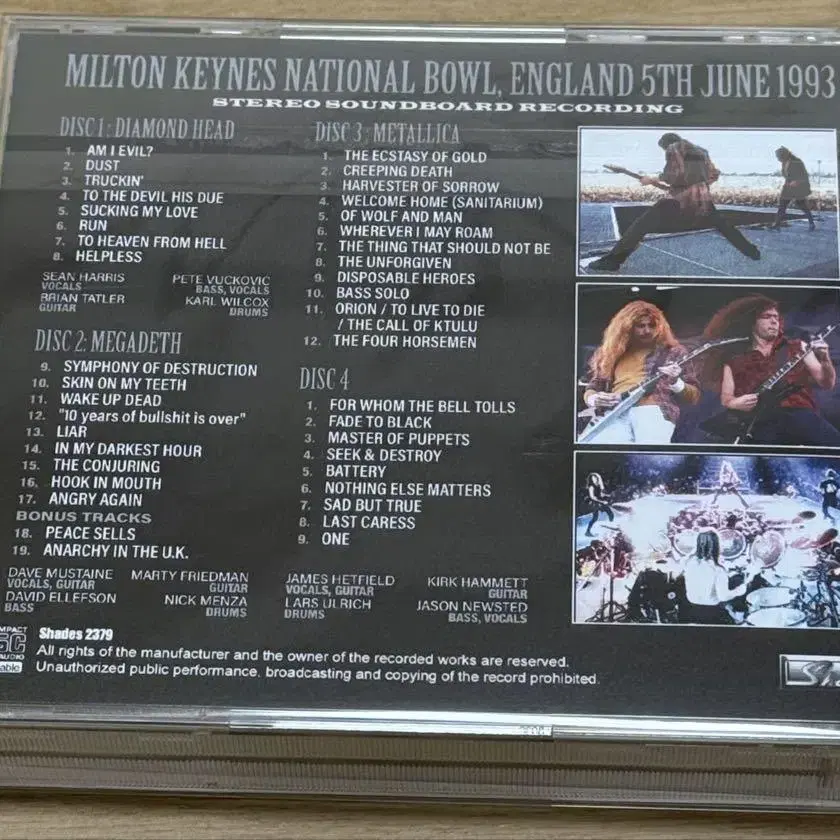 MILTON KEYNES NATIONAL BOWL, ENGLAND 5TH JUNE 1993
STEREO SOUNDBOARD RECORDING
DISC 1: DIAMOND HEAD
1. AM I EVIL?
2. DUST
3. TRUCKIN'
4. TO THE DEVIL HIS DUE
5. SUCKING MY LOVE
6. RUN
7. TO HEAVEN FROM HELL
8. HELPLESS
SEAN HARRIS
VOCALS
BRIAN TATLER
GUITAR
PETE VUCKOVIC
BASS, VOCALS
KARL WILCOX
DRUMS
DISC 2: MEGADETH
9. SYMPHONY OF DESTRUCTION
10. SKIN ON MY TEETH
11. WAKE UP DEAD
12. "10 years of bullshit is over"
13. LIAR
14. IN MY DARKEST HOUR
15. THE CONJURING
16. HOOK IN MOUTH
17. ANGRY AGAIN
BONUS TRACKS
18. PEACE SELLS
19. ANARCHY IN THE U.K.
DAVE MUSTAINE
VOCALS, GUITAR
DAVID ELLEFSON
BASS
MARTY FRIEDMAN
GUITAR
NICK MENZA
DRUMS
DISC 3: METALLICA
1. THE ECSTASY OF GOLD
2. CREEPING DEATH
3. HARVESTER OF SORROW
4. WELCOME HOME (SANITARIUM)
5. OF WOLF AND MAN
6. WHEREVER I MAY ROAM
7. THE THING THAT SHOULD NOT BE
8. THE UNFORGIVEN
9. DISPOSABLE HEROES
10. BASS SOLO
11. ORION / TO LIVE TO DIE
/ THE CALL OF KTULU
12. THE FOUR HORSEMEN
DISC 4
1. FOR WHOM THE BELL TOLLS
2. FADE TO BLACK
3. MASTER OF PUPPETS
4. SEEK & DESTROY
5. BATTERY
6. NOTHING ELSE MATTERS
7. SAD BUT TRUE
8. LAST CARESS
9. ONE
JAMES HETFIELD
VOCALS, GUITAR
LARS ULRICH
DRUMS
KIRK HAMMETT
GUITAR
JASON NEWSTED
BASS, VOCALS
Shades 2379
All rights of the manufacturer and the owner of the recorded works are reserved.
Unauthorized public performance, broadcasting and copying of the record prohibited.